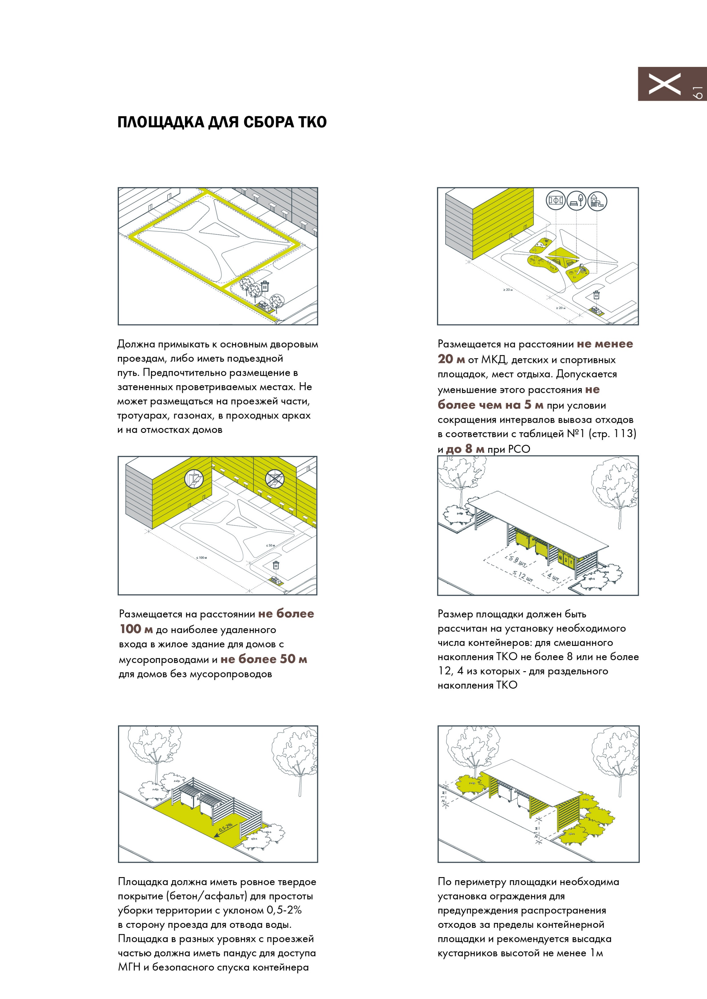 X
61
ПЛОЩАДКА ДЛЯ СБОРА ТКО
Должна примыкать к основным дворовым
проездам, либо иметь подъездной
путь. Предпочтительно размещение в
затененных проветриваемых местах. Не
может размещаться на проезжей части,
тротуарах, газонах, в проходных арках
и на отмостках домов
≥ 20 м
≥ 20 м
Размещается на расстоянии не менее
20 м от МКД, детских и спортивных
площадок, мест отдыха. Допускается
уменьшение этого расстояния не
более чем на 5 м при условии
сокращения интервалов вывоза отходов
в соответствии с таблицей №1 (стр. 113)
и до 8 м при РСО
≤ 50 м
≤ 100 м
Размещается на расстоянии не более
100 м до наиболее удаленного
входа в жилое здание для домов с
мусоропроводами и не более 50 м
для домов без мусоропроводов
≤ 8 шт
≤ 12 шт
4 шт
Размер площадки должен быть
рассчитан на установку необходимого
числа контейнеров: для смешанного
накопления ТКО не более 8 или не более
12, 4 из которых - для раздельного
накопления ТКО
0,5-2%
Площадка должна иметь ровное твердое
покрытие (бетон/асфальт) для простоты
уборки территории с уклоном 0,5-2%
в сторону проезда для отвода воды.
Площадка в разных уровнях с проезжей
частью должна иметь пандус для доступа
МГН и безопасного спуска контейнера
≥1м
≥1м
По периметру площадки необходима
установка ограждения для
предупреждения распространения
отходов за пределы контейнерной
площадки и рекомендуется высадка
кустарников высотой не менее 1м